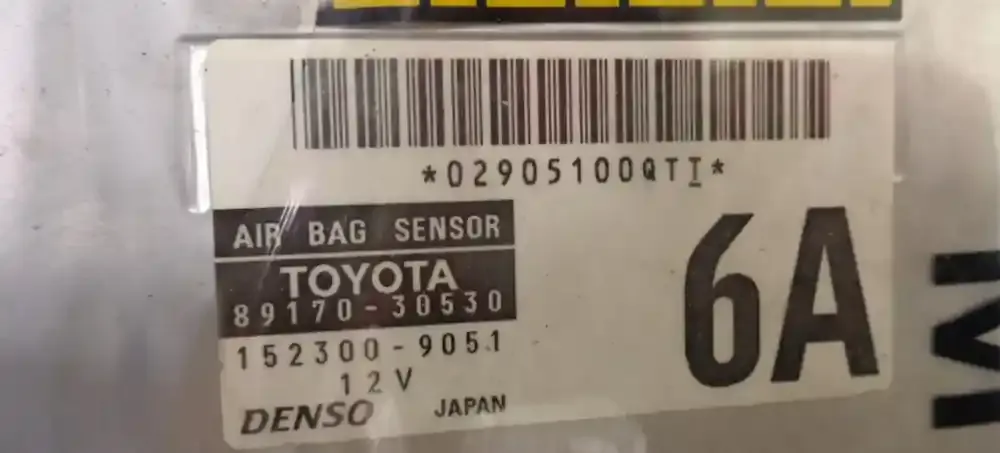 *02905100QTI*
AIR BAG SENSOR
TOYOTA
89170-30530
152300-9051
12V
DENSO JAPAN
6A